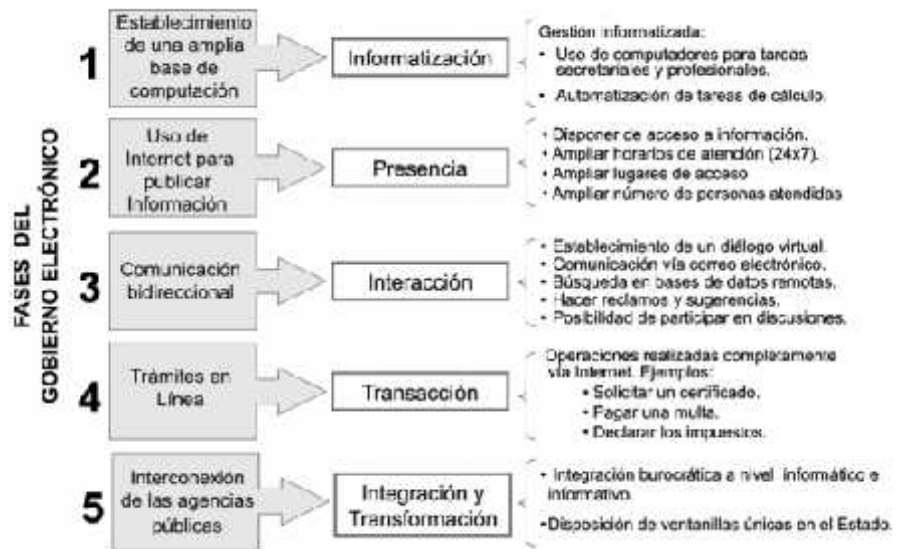 FASES DEL
GOBIERNO ELECTRÓNICO
1
Establecimiento
de una amplia
base de
computación
Informatización
Gestión informatizada:
• Uso de computadores para tareas
secretariales y profesionales.
• Automatización de tareas de cálculo.
2
Uso de
Internet para
publicar
Información
Presencia
• Disponer de acceso a información.
• Ampliar horarios de atención (24x7).
• Ampliar lugares de acceso
• Ampliar número de personas atendidas
3
Comunicación
bidireccional
Interacción
• Establecimiento de un diálogo virtual.
• Comunicación vía correo electrónico.
• Búsqueda en bases de datos remotas.
• Hacer reclamos y sugerencias.
• Posibilidad de participar en discusiones.
4
Trámites en
Línea
Transacción
Operaciones realizadas completamente
vía Internet. Ejemplos:
• Solicitar un certificado.
• Pagar una multa.
• Declarar los impuestos.
5
Interconexión
de las agencias
públicas
Integración y
Transformación
• Integración burocrática a nivel informático e
informativo.
•Disposición de ventanillas únicas en el Estado.